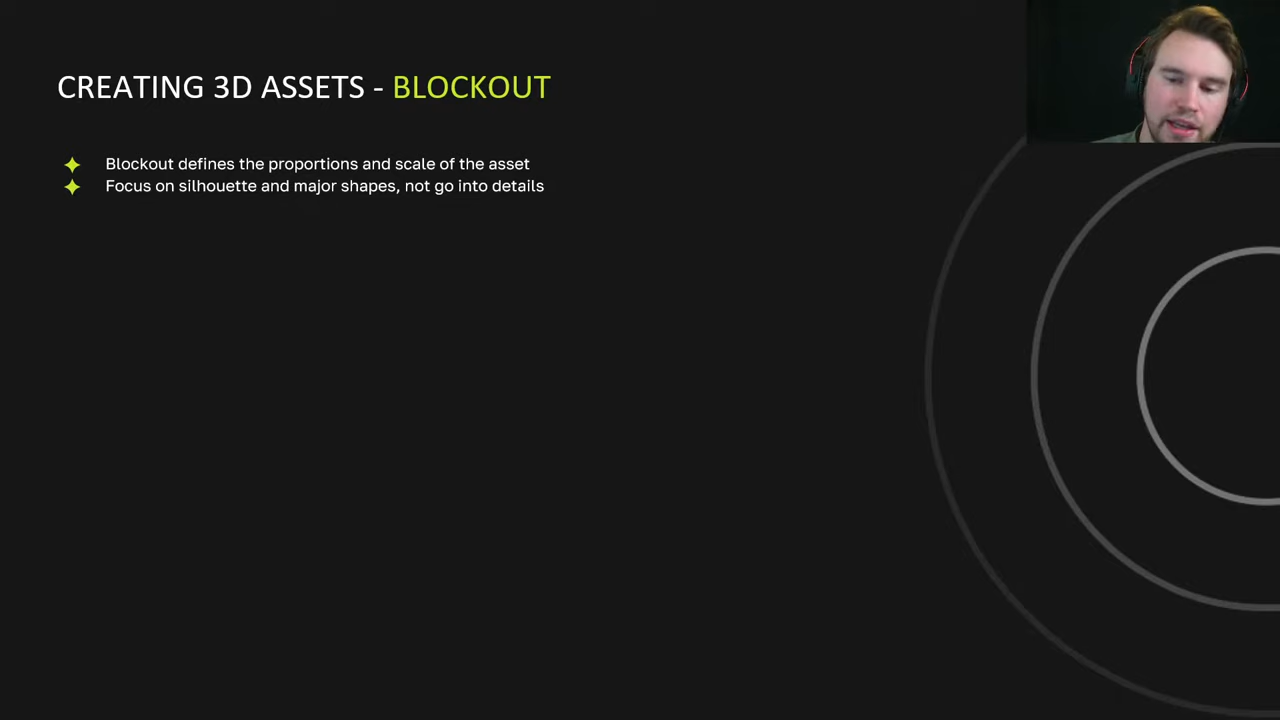 CREATING 3D ASSETS - BLOCKOUT
Blockout defines the proportions and scale of the asset
Focus on silhouette and major shapes, not go into details